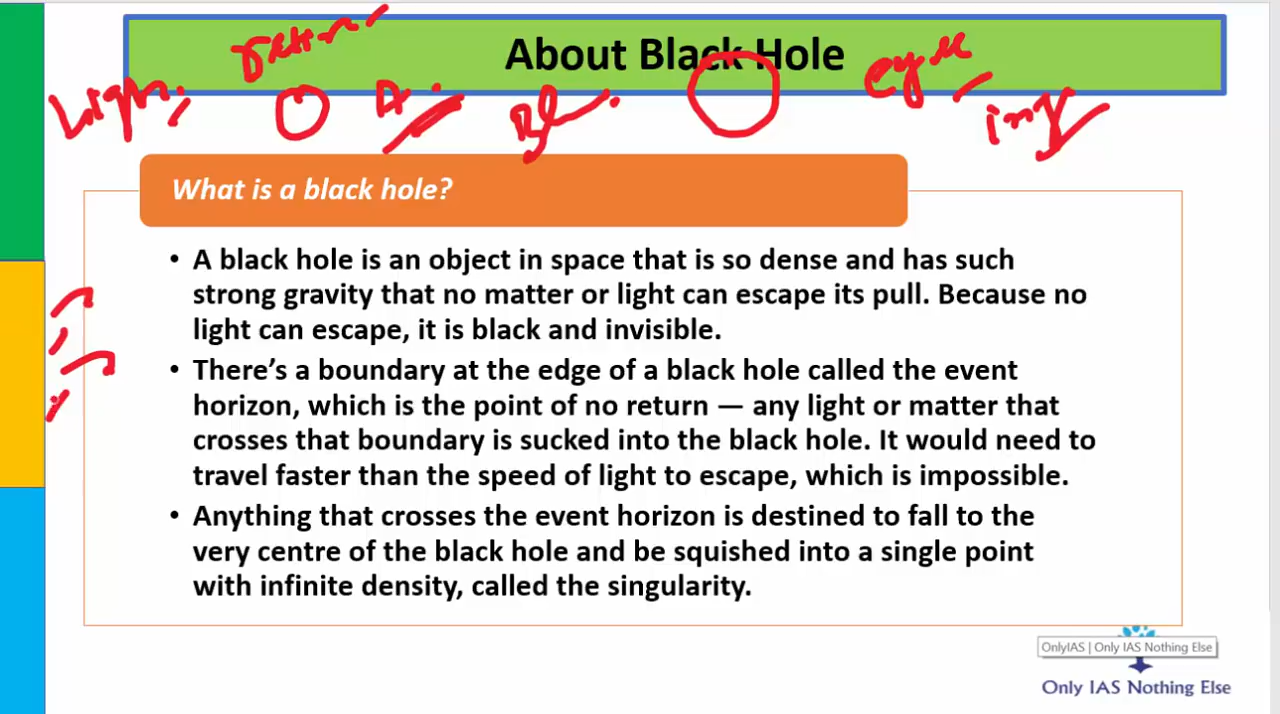 About Black Hole
Light
return
eye
What is a black hole?
• A black hole is an object in space that is so dense and has such
strong gravity that no matter or light can escape its pull. Because no
light can escape, it is black and invisible.
• There’s a boundary at the edge of a black hole called the event
horizon, which is the point of no return — any light or matter that
crosses that boundary is sucked into the black hole. It would need to
travel faster than the speed of light to escape, which is impossible.
• Anything that crosses the event horizon is destined to fall to the
very centre of the black hole and be squished into a single point
with infinite density, called the singularity.
OnlyIAS | Only IAS Nothing Else
Only IAS Nothing Else